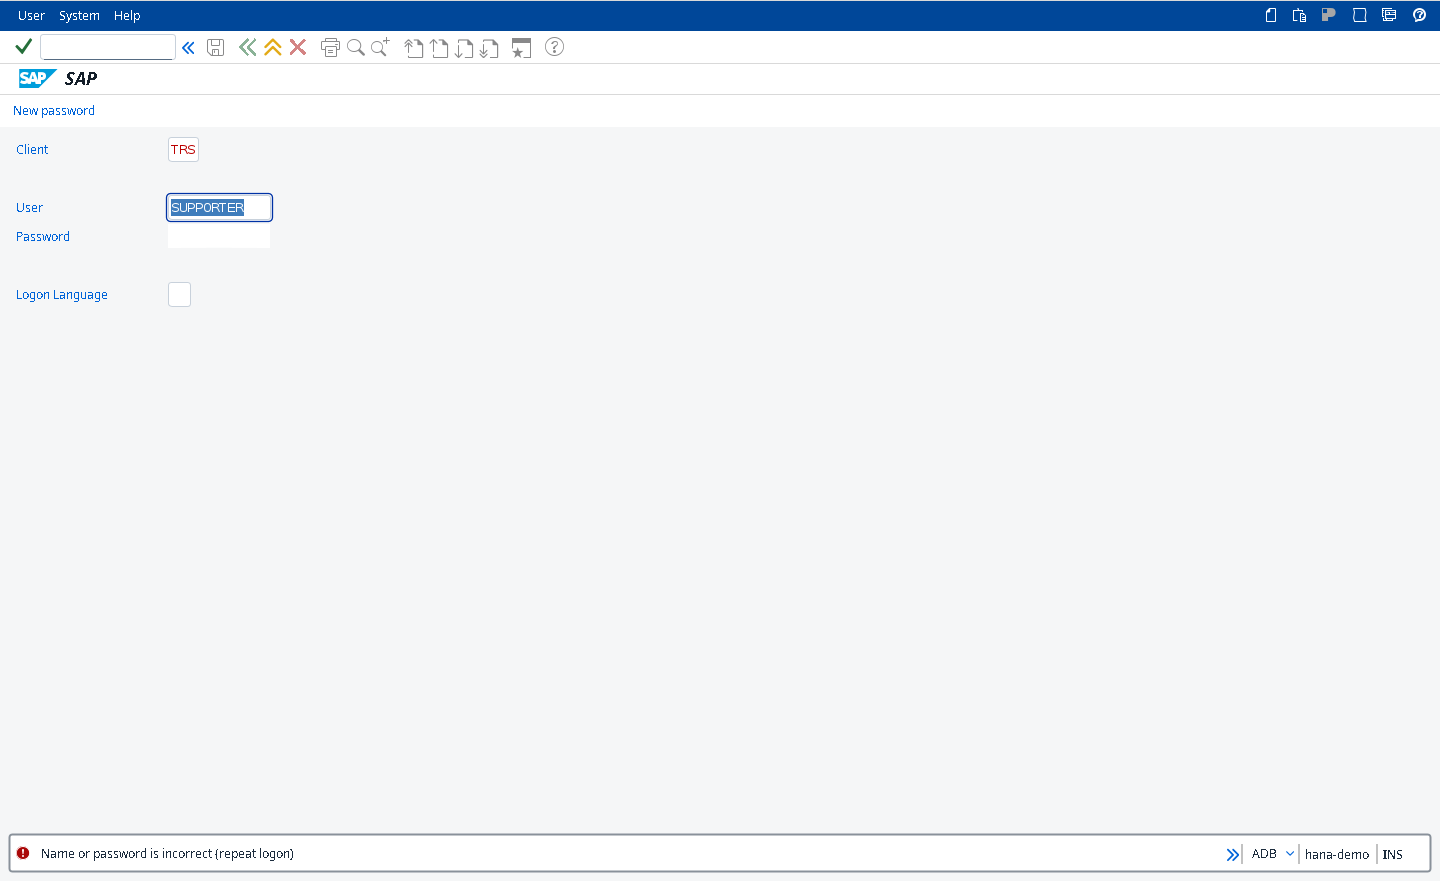 User System Help
SAP SAP
New password
Client TRS
User SUPPORTER
Password
Logon Language
Name or password is incorrect (repeat logon) ADB hana-demo INS